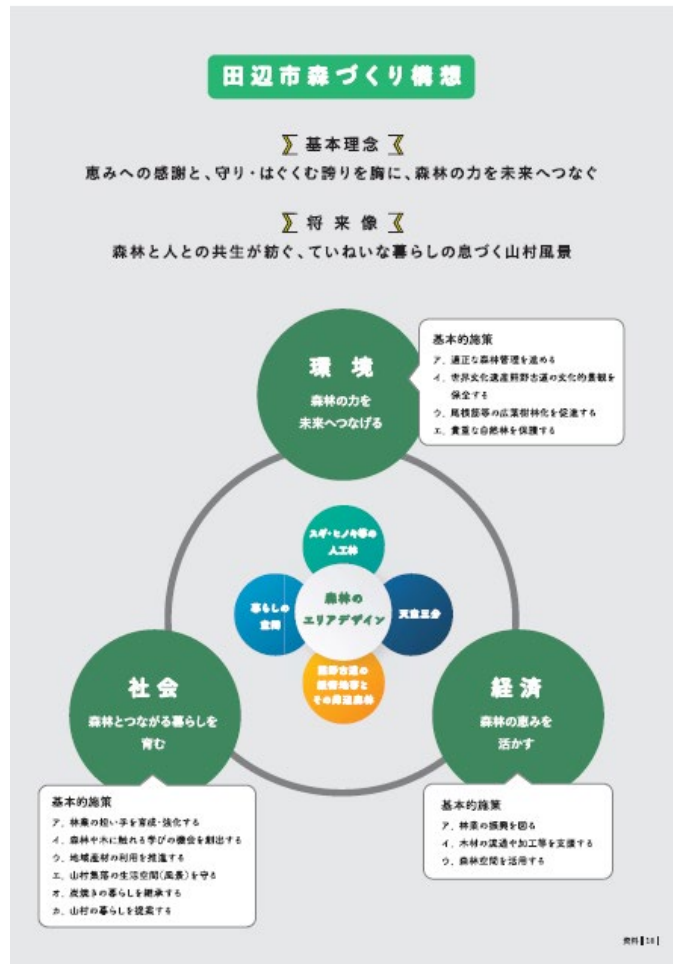 田辺市森づくり構想
基本理念
恵みへの感謝と、守り・はぐくむ誇りを胸に、森林の力を未来へつなぐ
将来像
森林と人との共生が紡ぐ、ていねいな暮らしの息づく山村風景
環境
森林の力を
未来へつなげる
基本的施策
ア. 適正な森林管理を進める
イ. 世界文化遺産熊野古道の文化的景観を
保全する
ウ. 尾根筋等の広葉樹林化を促進する
エ. 貴重な自然林を保護する
スギ・ヒノキ等の
人工林
暮らしの
空間
森林の
エリアデザイン
天空三分
熊野古道の
緩衝地帯と
その周辺森林
社会
森林とつながる暮らしを
育む
経済
森林の恵みを
活かす
基本的施策
ア. 林業の担い手を育成・強化する
イ. 森林や木に触れる学びの機会を創出する
ウ. 地域産材の利用を推進する
エ. 山村集落の生活空間(風景)を守る
オ. 炭焼きの暮らしを継承する
カ. 山村の暮らしを提案する
基本的施策
ア. 林業の振興を図る
イ. 木材の流通や加工等を支援する
ウ. 森林空間を活用する
資料 18